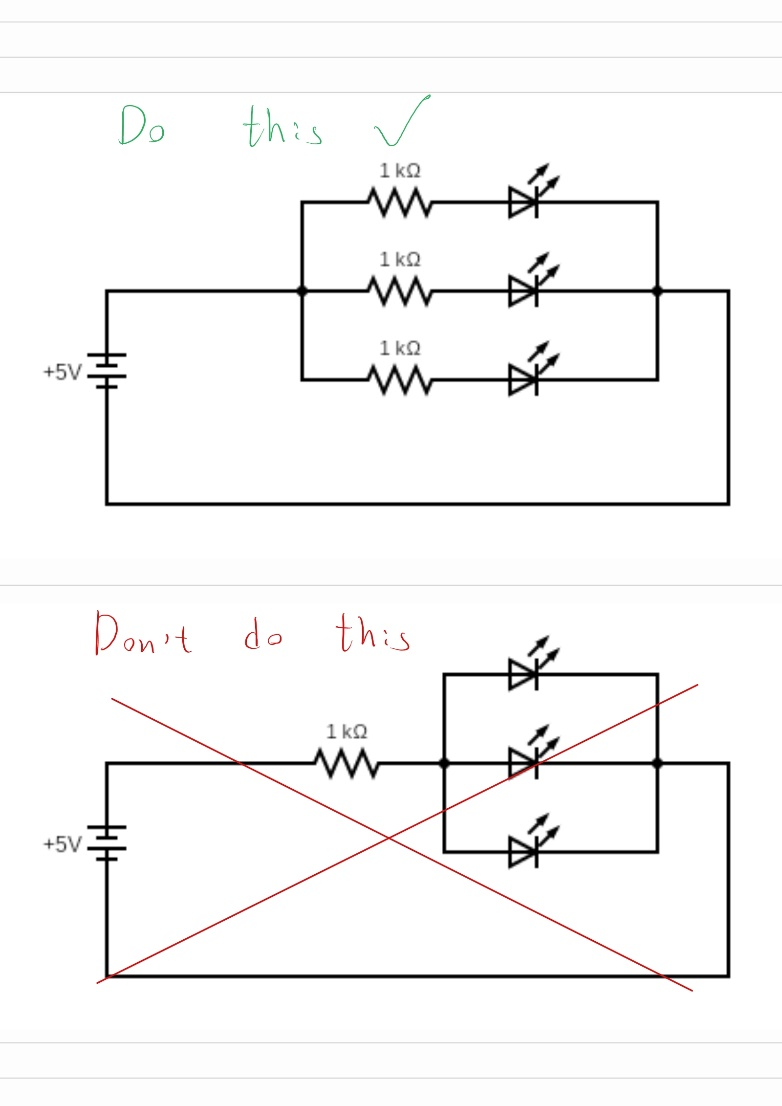 Do this ✓
1 kΩ
1 kΩ
1 kΩ
+5V
Don't do this
1 kΩ
+5V